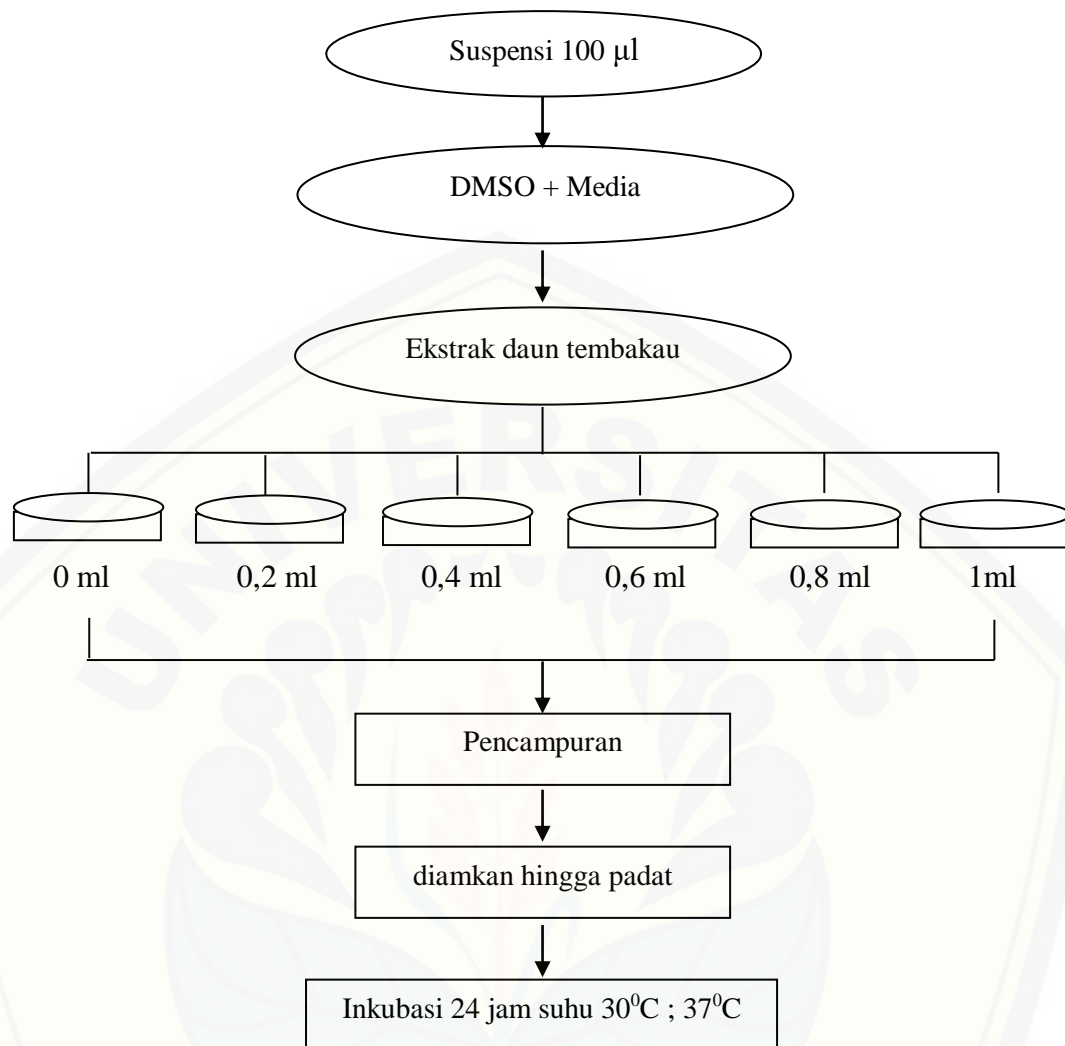 Suspensi 100 µl
DMSO + Media
Ekstrak daun tembakau
0 ml 0,2 ml 0,4 ml 0,6 ml 0,8 ml 1ml
Pencampuran
diamkan hingga padat
Inkubasi 24 jam suhu 30⁰C ; 37⁰C
UNIVERSITAS